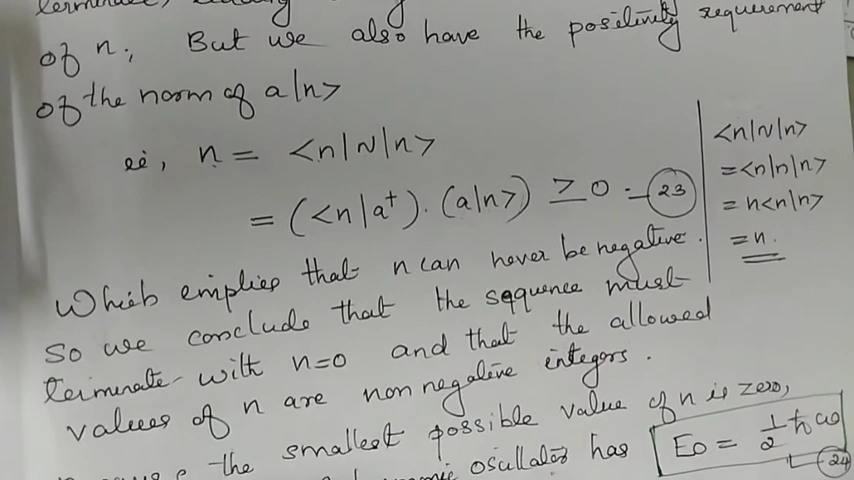 of n; But we also have the positivity requirement
of the norm of a|n>
ie, n = <n|N|n>
= (<n|a†).(a|n>) ≥ 0 - 23
<n|N|n>
= <n|n|n>
= n<n|n>
= n.
Which implies that n can never be negative.
So we conclude that the sequence must
terminate with n=0 and that the allowed
values of n are non negative integers.
the smallest possible value of n is zero,
oscillator has E0 = 1/2 ħω
24